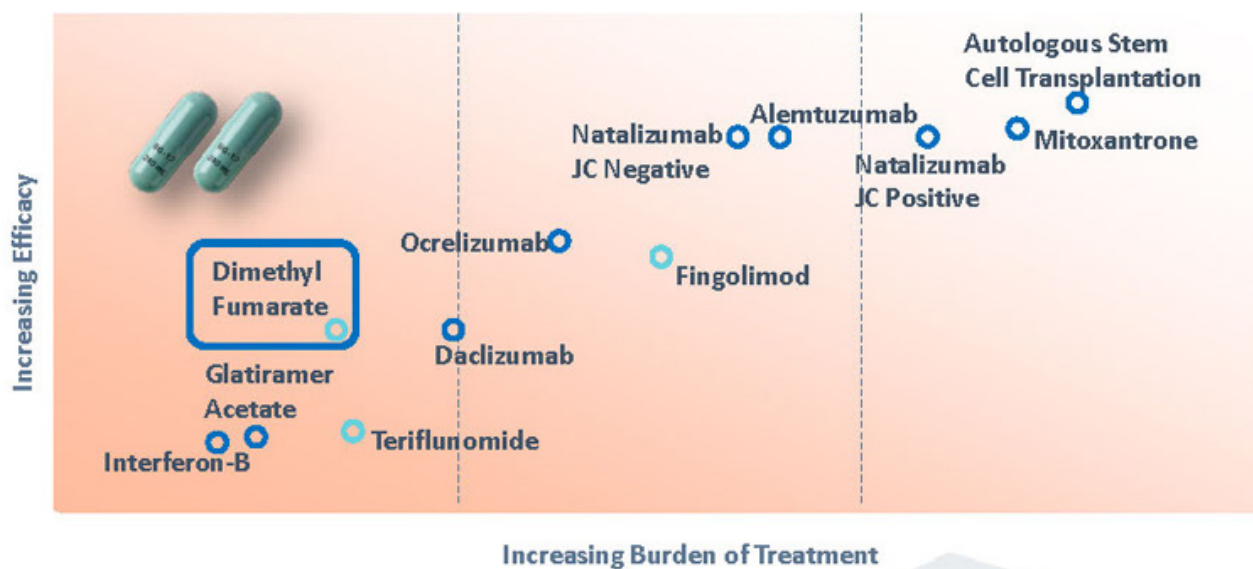 Autologous Stem
Cell Transplantation
Alemtuzumab
Natalizumab
JC Negative
Mitoxantrone
Natalizumab
JC Positive
Ocrelizumab
Fingolimod
Dimethyl
Fumarate
Daclizumab
Glatiramer
Acetate
Teriflunomide
Interferon-B
Increasing Efficacy
Increasing Burden of Treatment